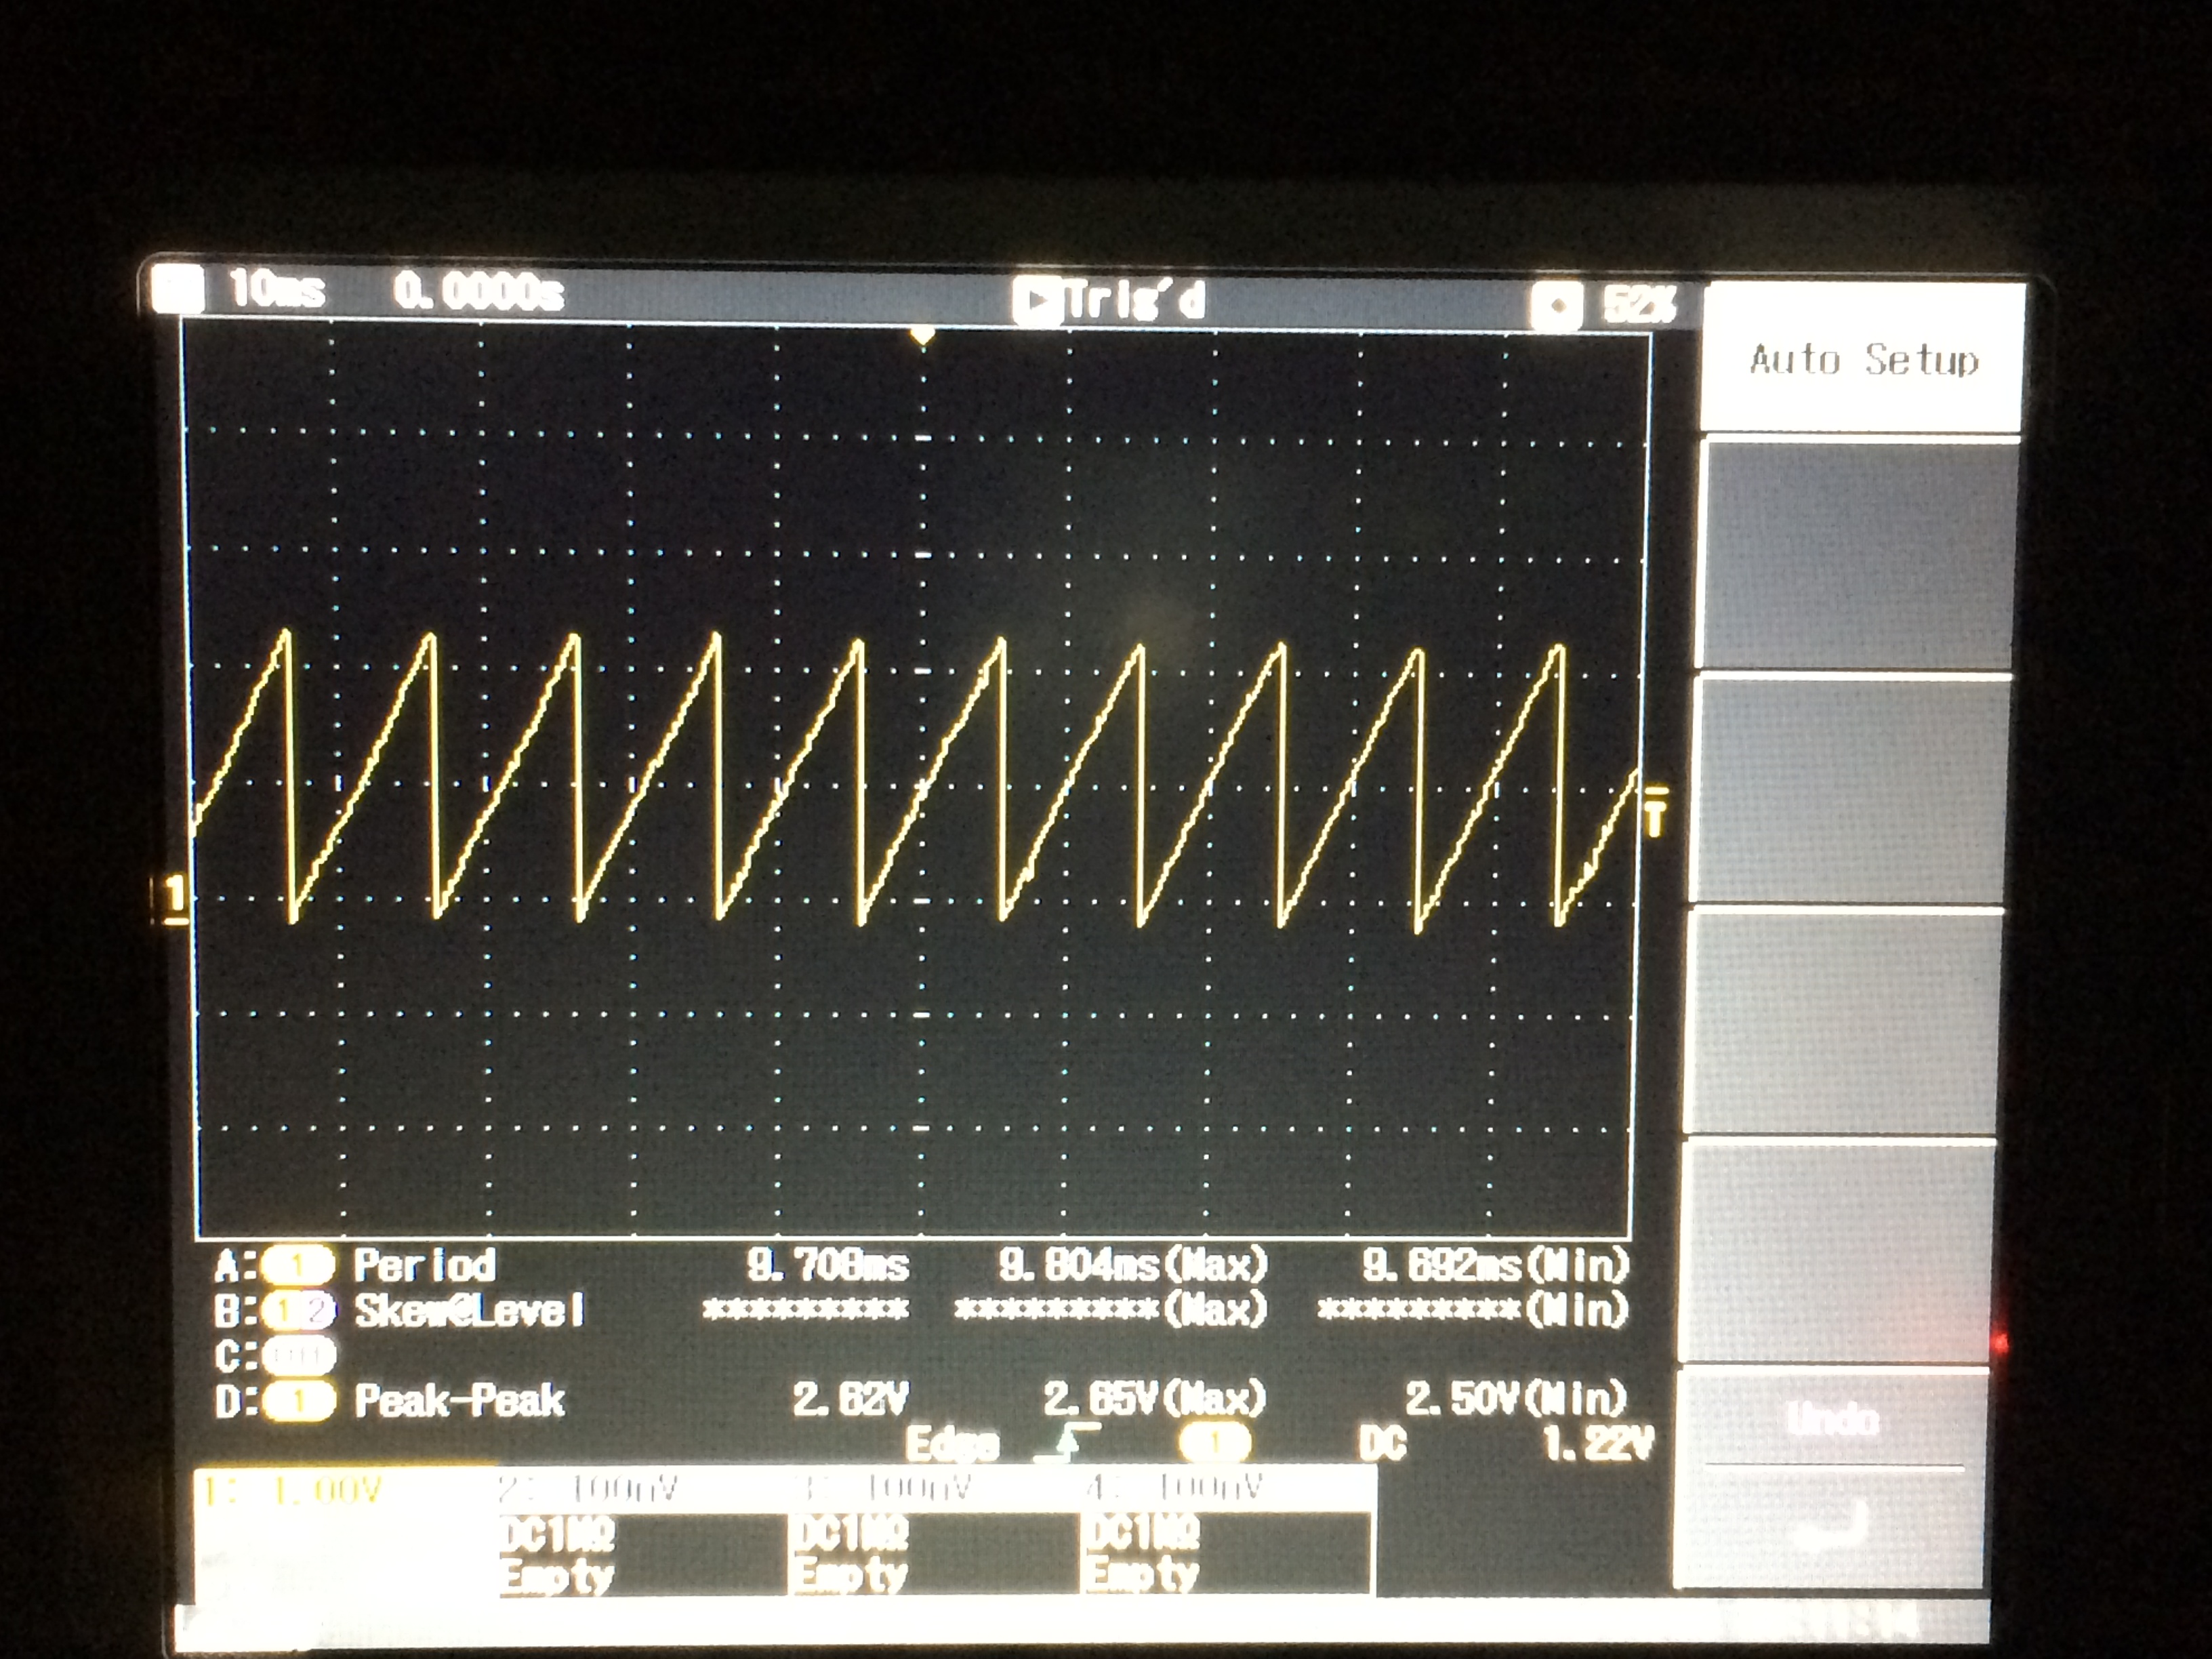 10ms 0.0000s Trig'd 52%
Auto Setup
T
1
A: 1 Period 9.708ms 9.804ms(Max) 9.692ms(Min)
B: 1 2 Skew@Level ********* *********(Max) *********(Min)
C:
D: 1 Peak-Peak 2.62V 2.65V(Max) 2.50V(Min)
Undo
Edge 1 DC 1.22V
1: 1.00V 2: 100mV 3: 100mV 4: 100mV
DC1MΩ DC1MΩ DC1MΩ
Empty Empty Empty